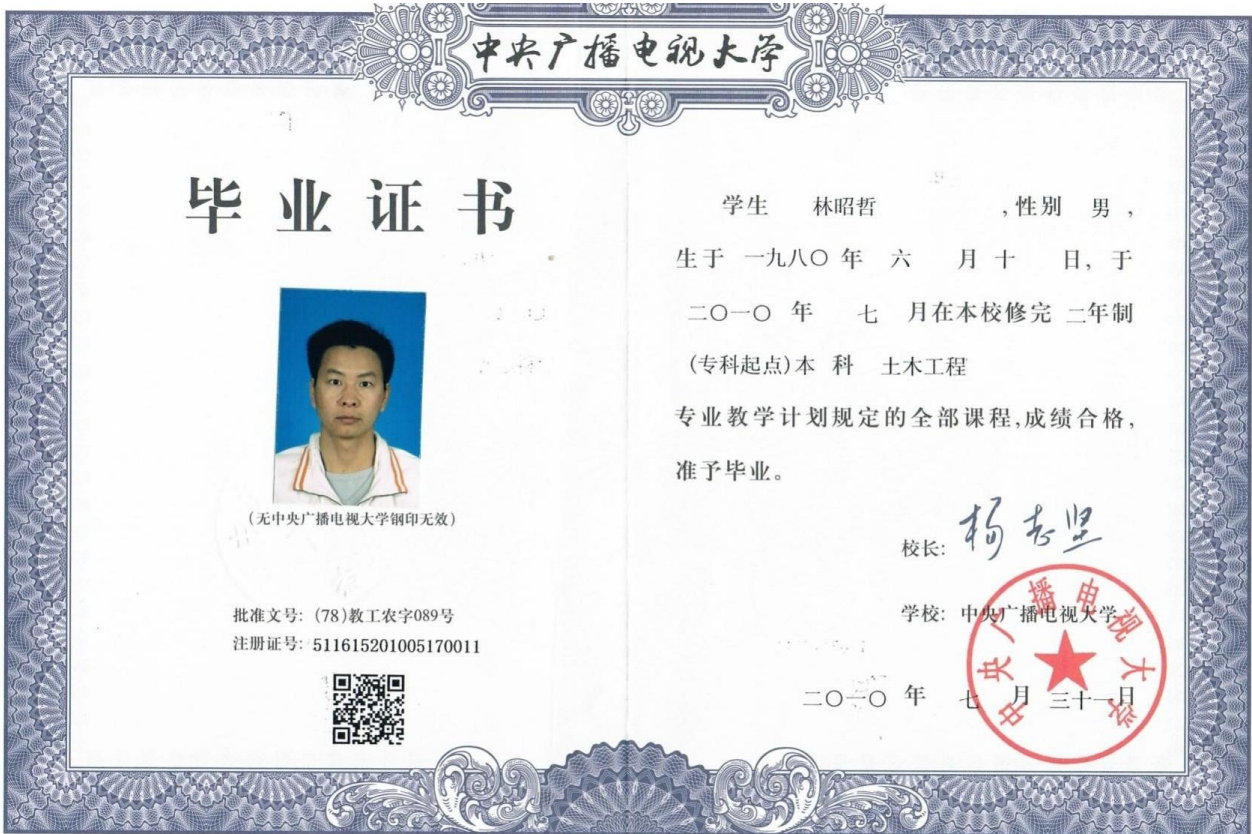 中央广播电视大学
毕业证书
(无中央广播电视大学钢印无效)
批准文号: (78)教工农字089号
注册证号: 511615201005170011
学生 林昭哲 ,性别 男 ,
生于 一九八〇 年 六 月 十 日, 于
二〇一〇 年 七 月在本校修完 二年制
(专科起点)本 科 土木工程
专业教学计划规定的全部课程,成绩合格,
准予毕业。
校长: 杨志坚
学校: 中央广播电视大学
二〇一〇 年 七 月 三十一日
中央广播电视大学